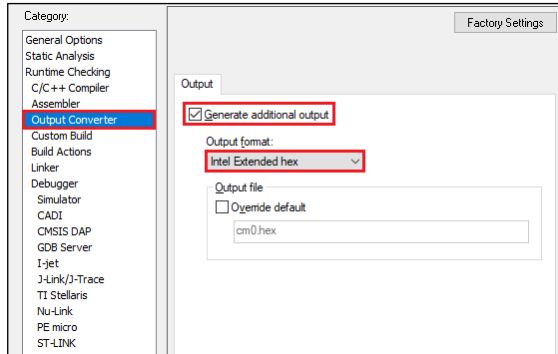 Category:
Factory Settings
General Options
Static Analysis
Runtime Checking
C/C++ Compiler
Assembler
Output Converter
Custom Build
Build Actions
Linker
Debugger
Simulator
CADI
CMSIS DAP
GDB Server
I-jet
J-Link/J-Trace
TI Stellaris
Nu-Link
PE micro
ST-LINK
Output
Generate additional output
Output format:
Intel Extended hex
Output file
Override default
cm0.hex